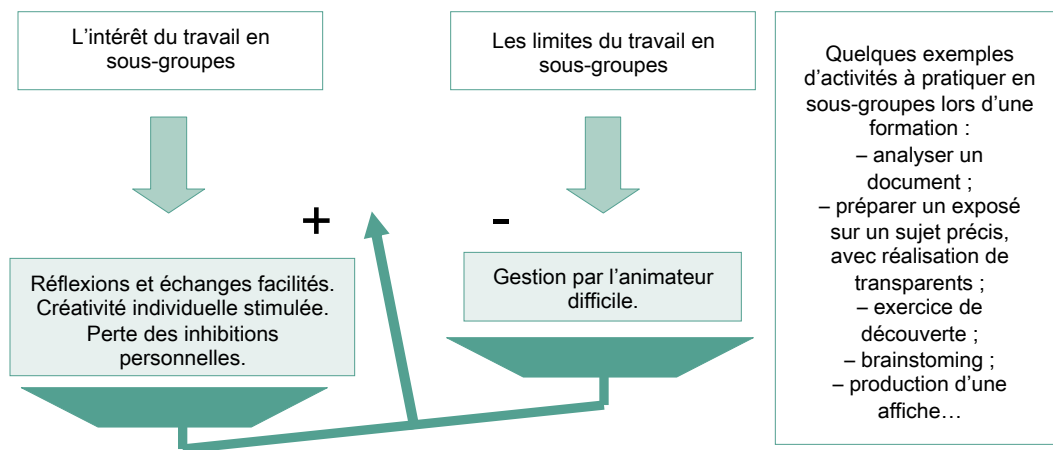 L’intérêt du travail en
sous-groupes
Les limites du travail en
sous-groupes
+
-
Réflexions et échanges facilités.
Créativité individuelle stimulée.
Perte des inhibitions
personnelles.
Gestion par l’animateur
difficile.
Quelques exemples
d’activités à pratiquer en
sous-groupes lors d’une
formation :
– analyser un
document ;
– préparer un exposé
sur un sujet précis,
avec réalisation de
transparents ;
– exercice de
découverte ;
– brainstoming ;
– production d’une
affiche…